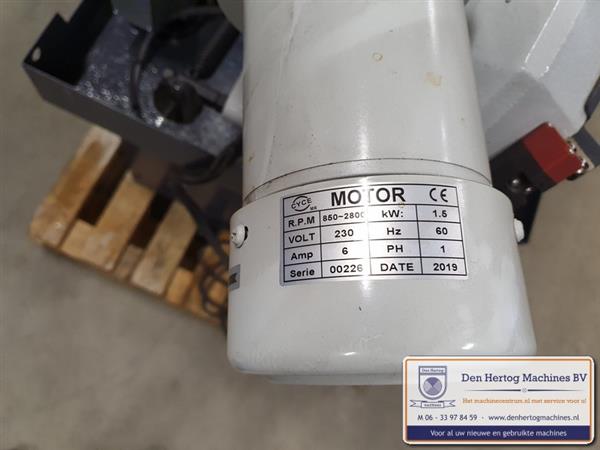 CYCE MOTOR CE
R.P.M 850~2800 kW: 1.5
VOLT 230 Hz 60
Amp 6 PH 1
Serie 00226 DATE 2019
Den Hertog Machines BV
Het machinecentrum.nl met service voor u!
M 06 - 33 97 84 59 - www.denhertogmachines.nl
Voor al uw nieuwe en gebruikte machines